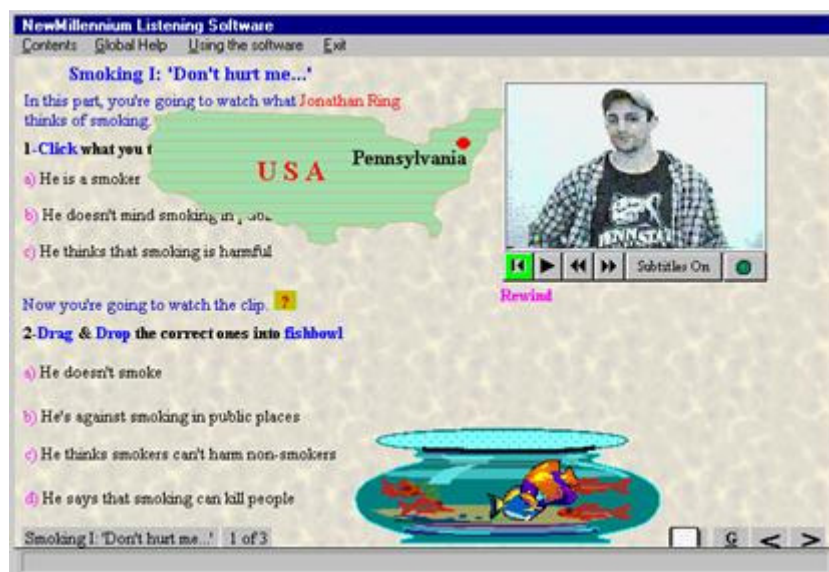 NewMillennium Listening Software
Contents Global Help Using the software Exit
Smoking I: 'Don't hurt me...'
In this part, you're going to watch what Jonathan Ring
thinks of smoking.
1-Click what you t
USA
Pennsylvania
a) He is a smoker
b) He doesn't mind smoking in
c) He thinks that smoking is harmful
PENNSTATE
Subtitles On
Rewind
Now you're going to watch the clip. ?
2-Drag & Drop the correct ones into fishbowl
a) He doesn't smoke
b) He's against smoking in public places
c) He thinks smokers can't harm non-smokers
d) He says that smoking can kill people
Smoking I: 'Don't hurt me...' 1 of 3
G < >